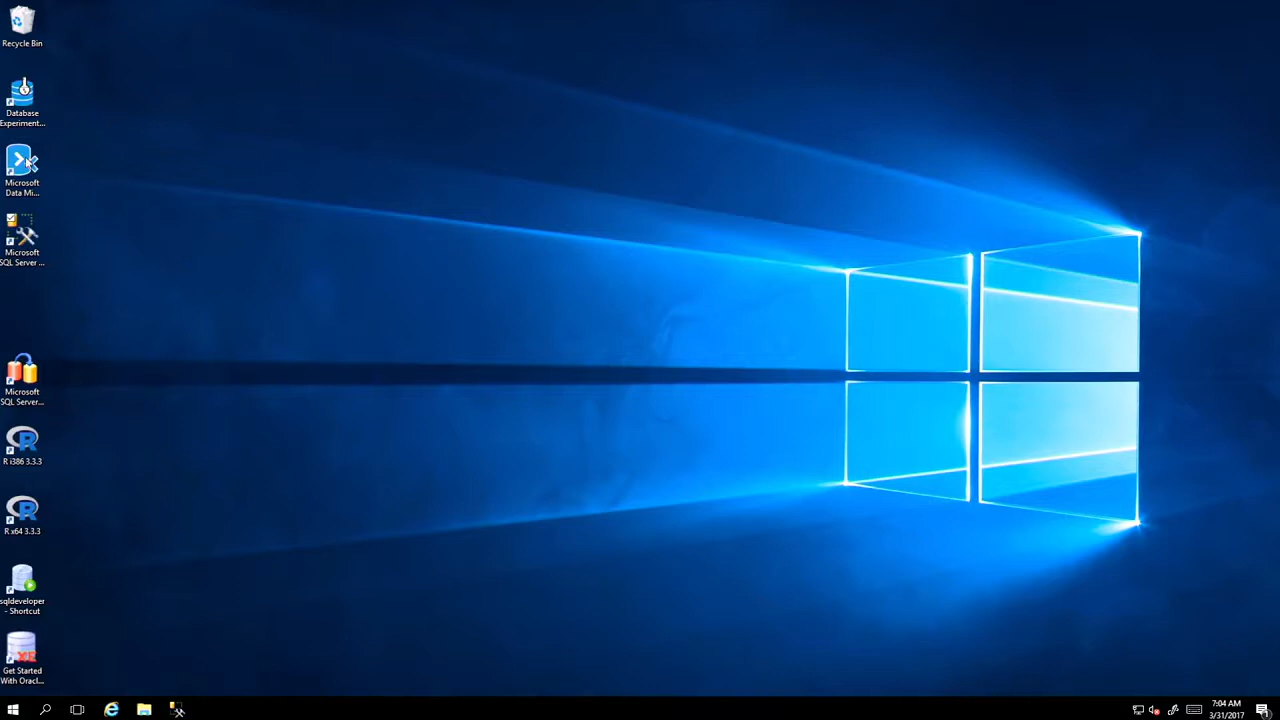 Recycle Bin
Database
Experiment...
Microsoft
Data Mi...
Microsoft
SQL Server ...
Microsoft
SQL Server...
R i386 3.3.3
R x64 3.3.3
sqldeveloper
- Shortcut
Get Started
With Oracl...
7:04 AM
3/31/2017